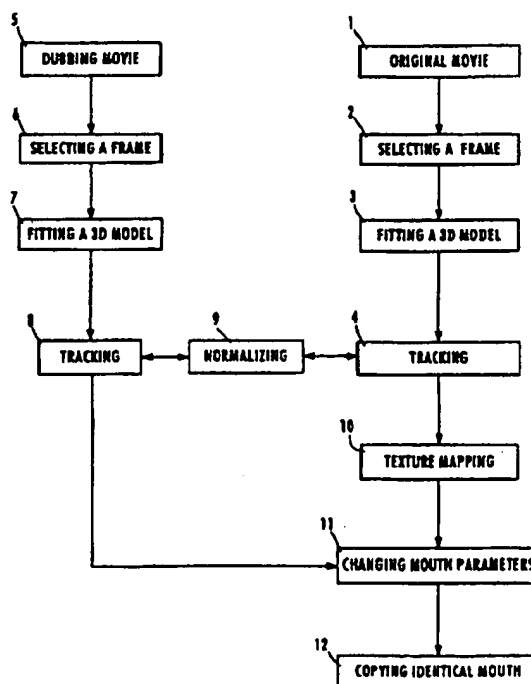 5
DUBBING MOVIE
1
ORIGINAL MOVIE
6
SELECTING A FRAME
2
SELECTING A FRAME
7
FITTING A 3D MODEL
3
FITTING A 3D MODEL
8
TRACKING
9
NORMALIZING
4
TRACKING
10
TEXTURE MAPPING
11
CHANGING MOUTH PARAMETERS
12
COPYING IDENTICAL MOUTH